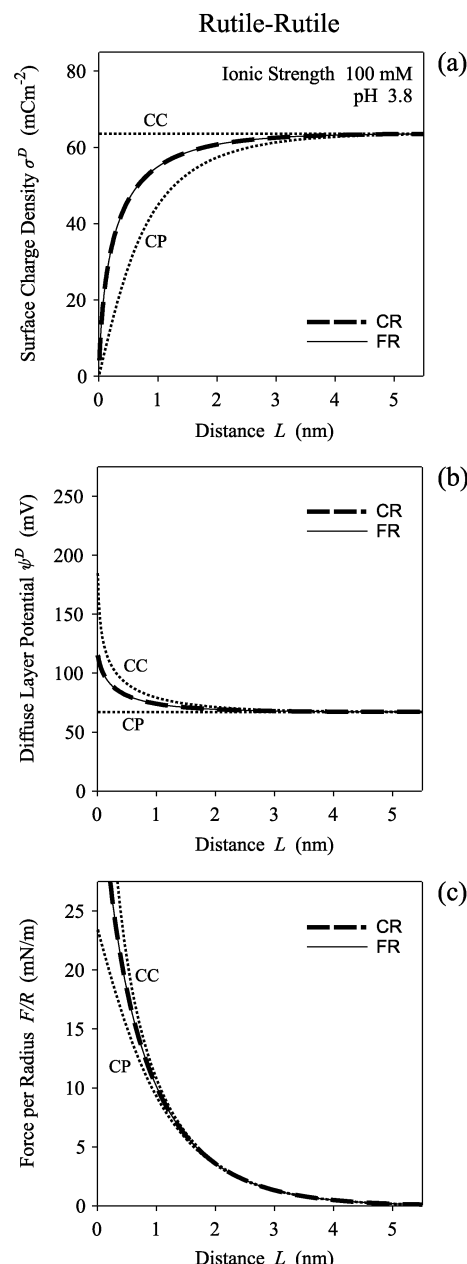 Rutile-Rutile
(a)
Ionic Strength 100 mM
pH 3.8
CC
CP
CR
FR
Surface Charge Density σᴰ (mCm⁻²)
80
60
40
20
0
0 1 2 3 4 5
Distance L (nm)
(b)
CR
FR
CC
CP
Diffuse Layer Potential ψᴰ (mV)
250
200
150
100
50
0
0 1 2 3 4 5
Distance L (nm)
(c)
CR
FR
CC
CP
Force per Radius F/R (mN/m)
25
20
15
10
5
0
0 1 2 3 4 5
Distance L (nm)